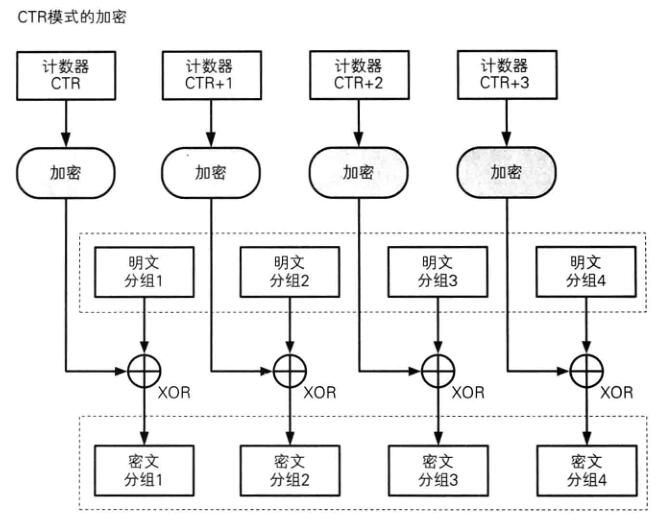 CTR模式的加密
计数器
CTR
计数器
CTR+1
计数器
CTR+2
计数器
CTR+3
加密
加密
加密
加密
明文
分组1
明文
分组2
明文
分组3
明文
分组4
XOR
XOR
XOR
XOR
密文
分组1
密文
分组2
密文
分组3
密文
分组4